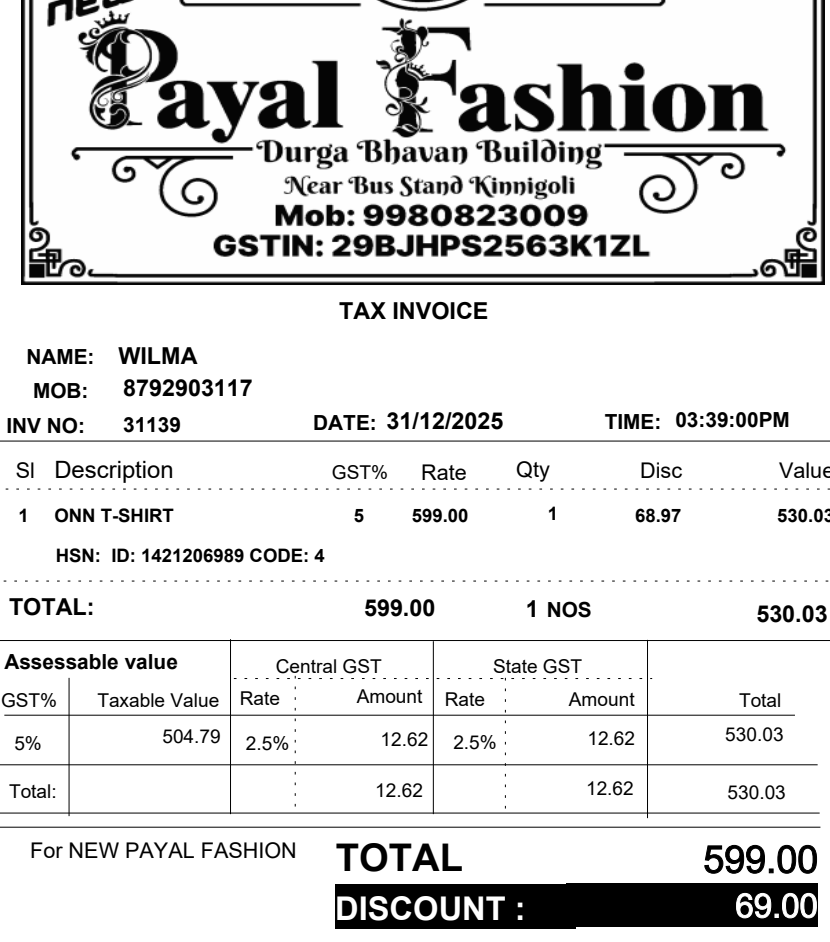 new
Payal Fashion
Durga Bhavan Building
Near Bus Stand Kinnigoli
Mob: 9980823009
GSTIN: 29BJHPS2563K1ZL
TAX INVOICE
NAME: WILMA
MOB: 8792903117
INV NO: 31139 DATE: 31/12/2025 TIME: 03:39:00PM
Sl Description GST% Rate Qty Disc Value
1 ONN T-SHIRT 5 599.00 1 68.97 530.03
HSN: ID: 1421206989 CODE: 4
TOTAL: 599.00 1 NOS 530.03
Assessable value Central GST State GST
GST% Taxable Value Rate Amount Rate Amount Total
5% 504.79 2.5% 12.62 2.5% 12.62 530.03
Total: 12.62 12.62 530.03
For NEW PAYAL FASHION TOTAL 599.00
DISCOUNT : 69.00